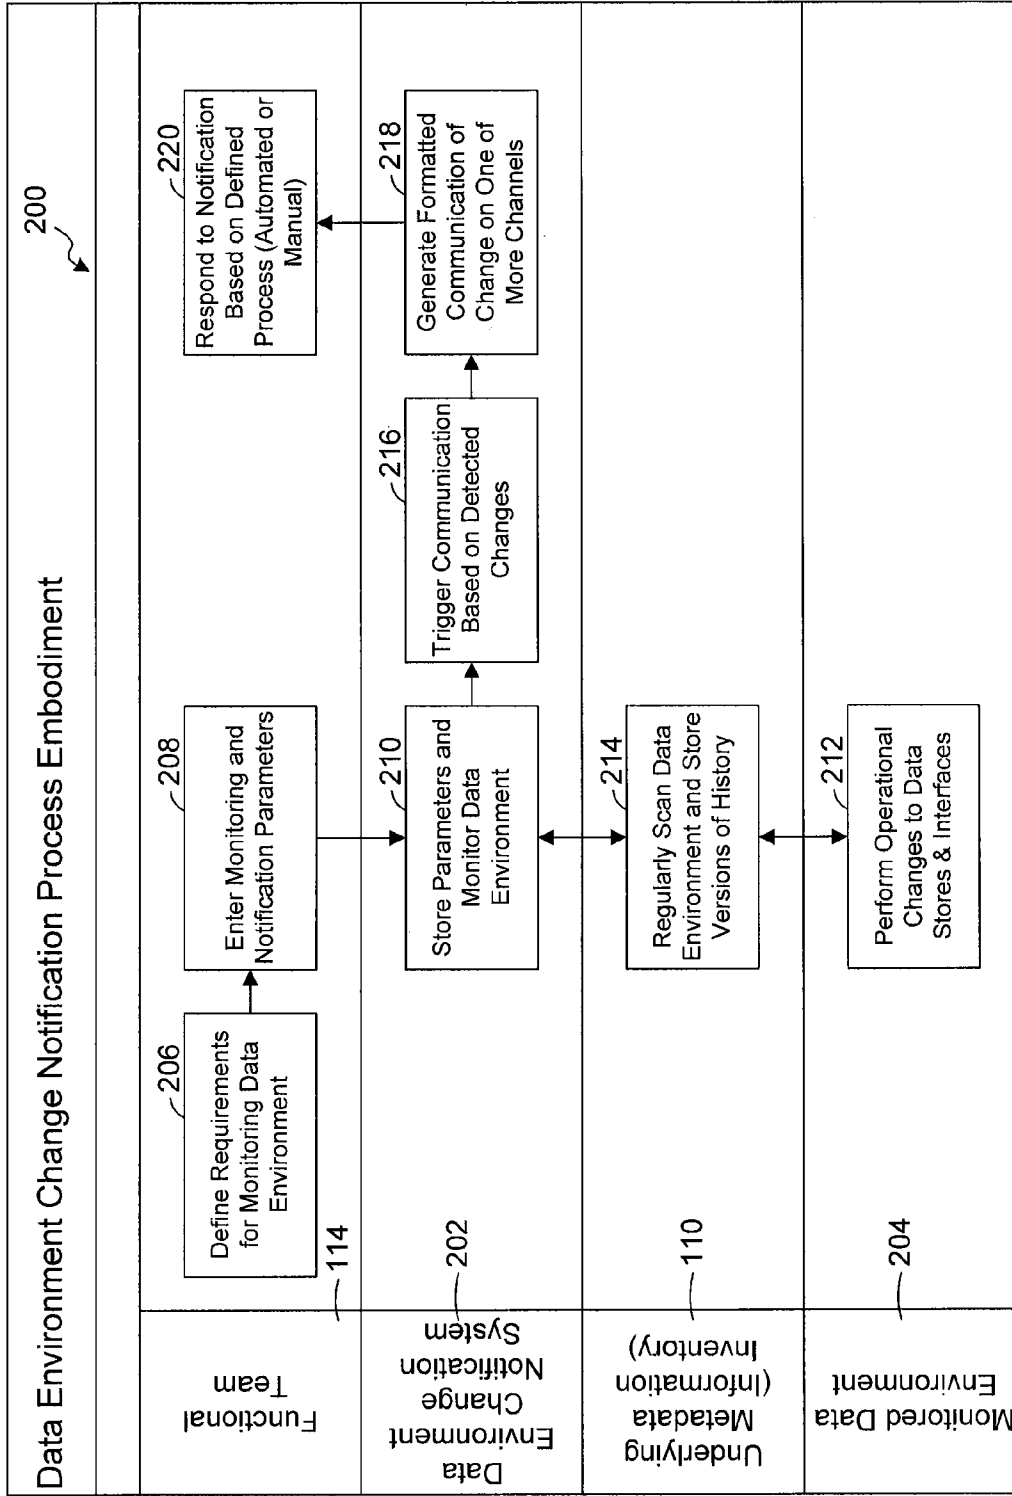 Data Environment Change Notification Process Embodiment
200
Functional
Team
114
206
Define Requirements
for Monitoring Data
Environment
208
Enter Monitoring and
Notification Parameters
220
Respond to Notification
Based on Defined
Process (Automated or
Manual)
Data
Environment
Change
Notification
System
202
210
Store Parameters and
Monitor Data
Environment
216
Trigger Communication
Based on Detected
Changes
218
Generate Formatted
Communication of
Change on One of
More Channels
Underlying
Metadata
(Information
Inventory)
110
214
Regularly Scan Data
Environment and Store
Versions of History
Monitored Data
Environment
204
212
Perform Operational
Changes to Data
Stores & Interfaces